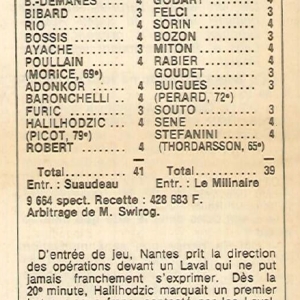 B.-DEMANES .. 4 GODART ...... 4
BIBARD ........ 3 FELCI ......... 3
RIO ............ 4 SORIN ......... 4
BOSSIS ........ 4 BOZON ........ 3
AYACHE ....... 3 MITON ........ 4
POULLAIN .... 4 RABIER ....... 4
(MORICE, 69e) GOUDET ...... 3
ADONKOR .... 4 BUIGUES ..... 4
BARONCHELLI . 4 (PERARD, 72e)
FURIC ......... 3 SOUTO ........ 3
HALILHODZIC . 4 SENE .......... 4
(PICOT, 79e) STEFANINI ... 4
ROBERT ...... 4 (THORDARSSON, 65e)
Total......... 41 Total......... 39
Entr. : Suaudeau Entr. : Le Milinaire
9 664 spect. Recette : 428 683 F.
Arbitrage de M. Swirog.
D'entrée de jeu, Nantes prit la direction
des opérations devant un Laval qui ne put
jamais franchement s'exprimer. Dès la
20e minute, Halilhodzic marquait un premier